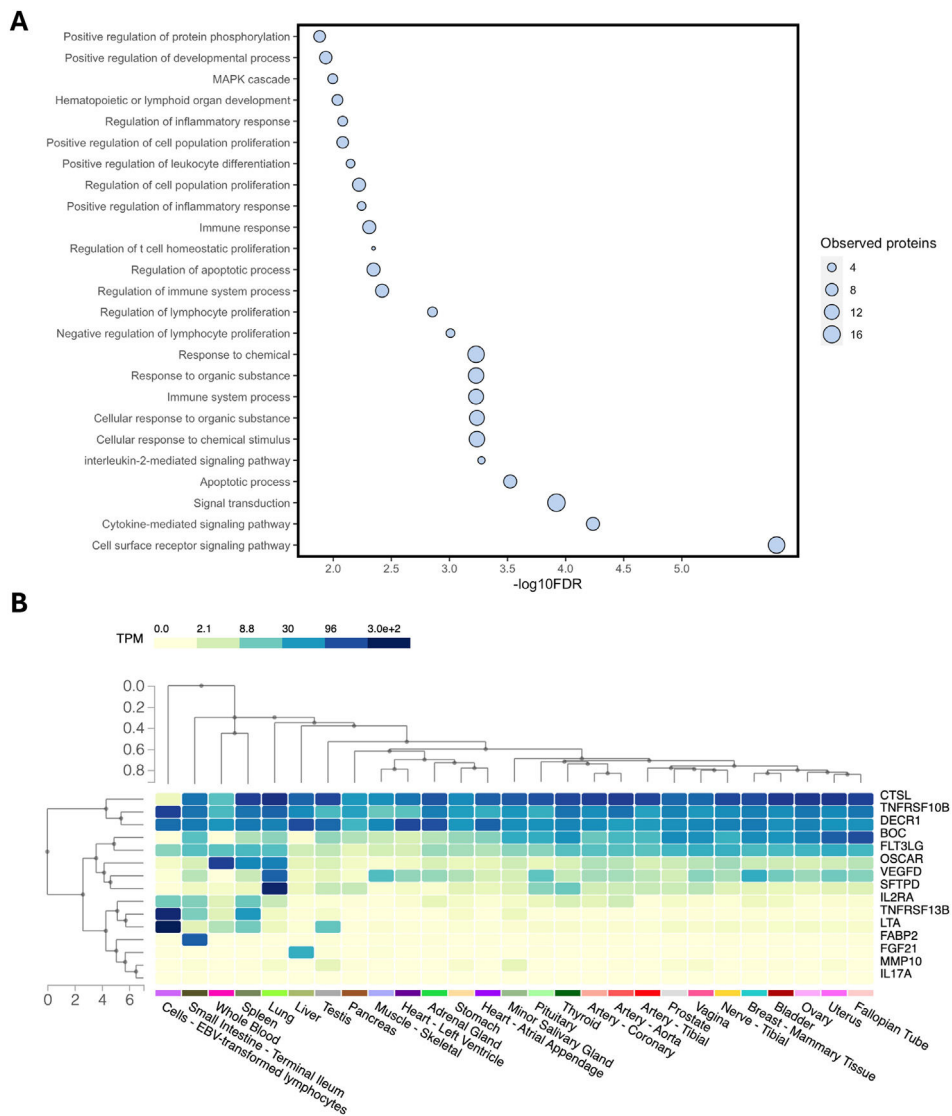 A
Positive regulation of protein phosphorylation
Positive regulation of developmental process
MAPK cascade
Hematopoietic or lymphoid organ development
Regulation of inflammatory response
Positive regulation of cell population proliferation
Positive regulation of leukocyte differentiation
Regulation of cell population proliferation
Positive regulation of inflammatory response
Immune response
Regulation of t cell homeostatic proliferation
Regulation of apoptotic process
Regulation of immune system process
Regulation of lymphocyte proliferation
Negative regulation of lymphocyte proliferation
Response to chemical
Response to organic substance
Immune system process
Cellular response to organic substance
Cellular response to chemical stimulus
interleukin-2-mediated signaling pathway
Apoptotic process
Signal transduction
Cytokine-mediated signaling pathway
Cell surface receptor signaling pathway
2.0 2.5 3.0 3.5 4.0 4.5 5.0
-log10FDR
Observed proteins
4
8
12
16
B
TPM
0.0 2.1 8.8 30 96 3.0e+2
0.0
0.2
0.4
0.6
0.8
CTSL
TNFRSF10B
DECR1
BOC
FLT3LG
OSCAR
VEGFD
SFTPD
IL2RA
TNFRSF13B
LTA
FABP2
FGF21
MMP10
IL17A
0 2 4 6
Cells - EBV-transformed lymphocytes
Small Intestine - Terminal Ileum
Whole Blood
Spleen
Lung
Liver
Testis
Pancreas
Muscle - Skeletal
Heart - Left Ventricle
Adrenal Gland
Stomach
Heart - Atrial Appendage
Minor Salivary Gland
Pituitary
Thyroid
Artery - Coronary
Artery - Aorta
Artery - Tibial
Prostate
Vagina
Nerve - Tibial
Breast - Mammary Tissue
Bladder
Ovary
Uterus
Fallopian Tube